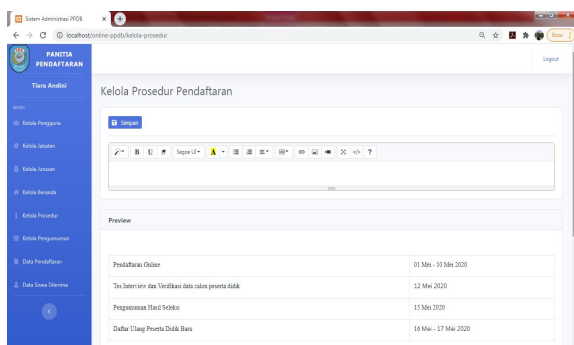 Sistem Administrasi PPDB
localhost/online-ppdb/kelola-prosedur
Error
PANITIA
PENDAFTARAN
Logout
Tiara Andini
Kelola Prosedur Pendaftaran
MENU
Kelola Pengguna
Simpan
Kelola Jabatan
B U Segoe UI A ?
Kelola Jurusan
Kelola Beranda
Kelola Prosedur
Preview
Kelola Pengumuman
Data Pendaftaran
Pendaftaran Online 01 Mei - 10 Mei 2020
Data Siswa Diterima
Tes Interview dan Verifikasi data calon peserta didik 12 Mei 2020
Pengumuman Hasil Seleksi 15 Mei 2020
Daftar Ulang Peserta Didik Baru 16 Mei - 17 Mei 2020